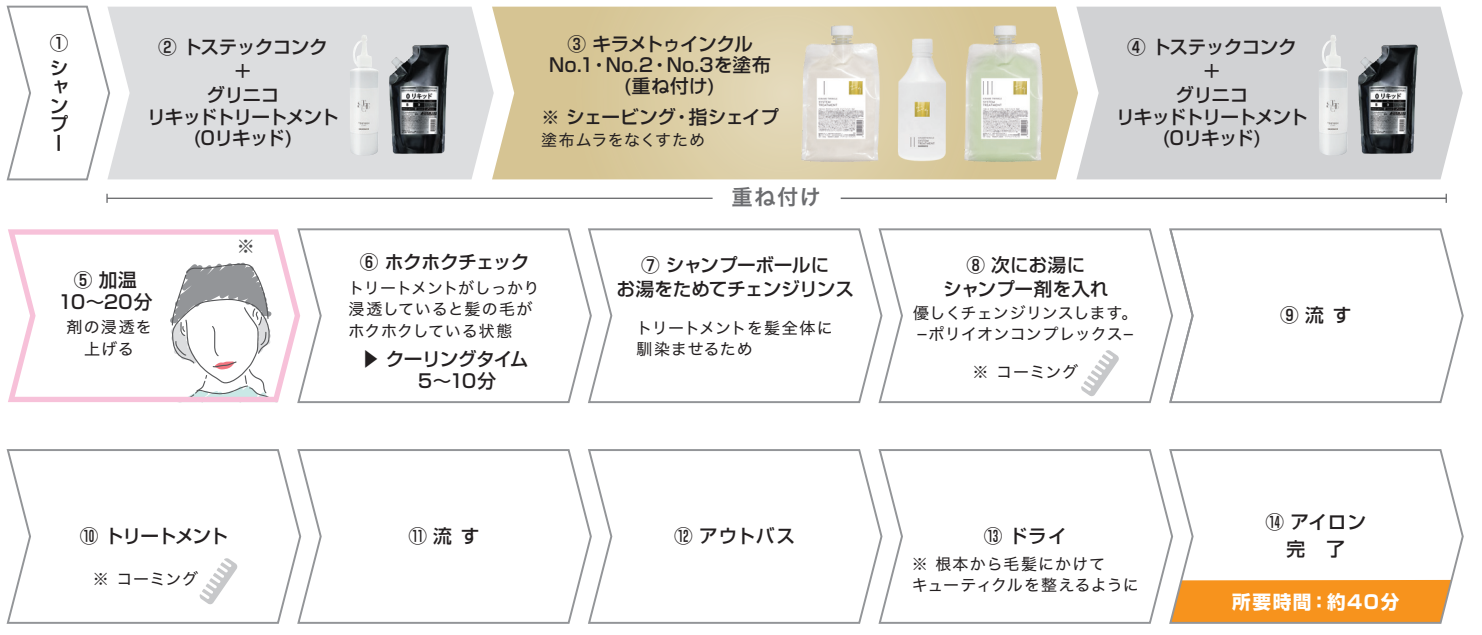 ① シャンプー
② トステックコンク
＋
グリニコ
リキッドトリートメント
(0リキッド)
0リキッド
③ キラメトゥインクル
No.1・No.2・No.3を塗布
(重ね付け)
※ シェービング・指シェイプ
塗布ムラをなくすため
④ トステックコンク
＋
グリニコ
リキッドトリートメント
(0リキッド)
0リキッド
重ね付け
⑤ 加温
10〜20分
剤の浸透を
上げる
※
⑥ ホクホクチェック
トリートメントがしっかり
浸透していると髪の毛が
ホクホクしている状態
▶ クーリングタイム
5〜10分
⑦ シャンプーボールに
お湯をためてチェンジリンス
トリートメントを髪全体に
馴染ませるため
⑧ 次にお湯に
シャンプー剤を入れ
優しくチェンジリンスします。
−ポリイオンコンプレックス−
※ コーミング
⑨ 流 す
⑩ トリートメント
※ コーミング
⑪ 流 す
⑫ アウトバス
⑬ ドライ
※ 根本から毛髪にかけて
キューティクルを整えるように
⑭ アイロン
完 了
所要時間：約40分